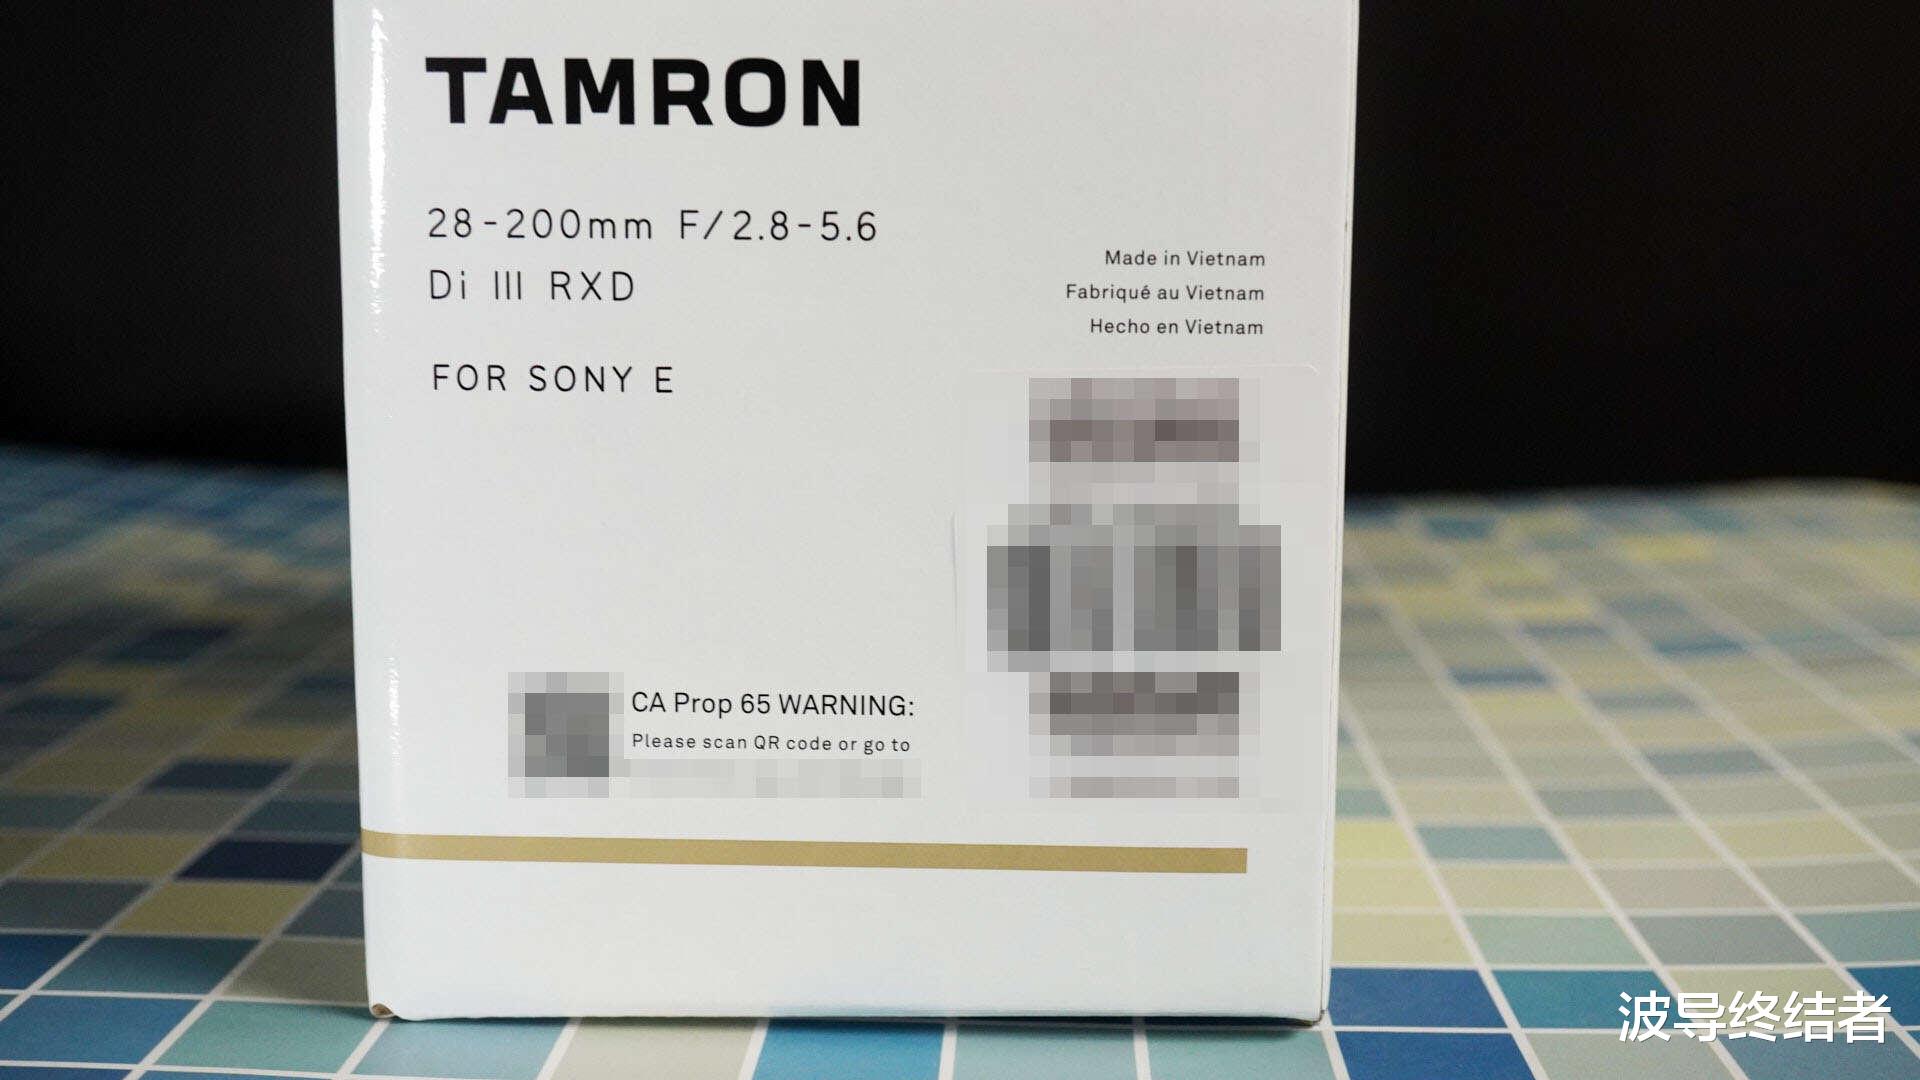 TAMRON
28-200mm F/2.8-5.6
Di III RXD
FOR SONY E
Made in Vietnam
Fabriqué au Vietnam
Hecho en Vietnam
CA Prop 65 WARNING:
Please scan QR code or go to
波导终结者